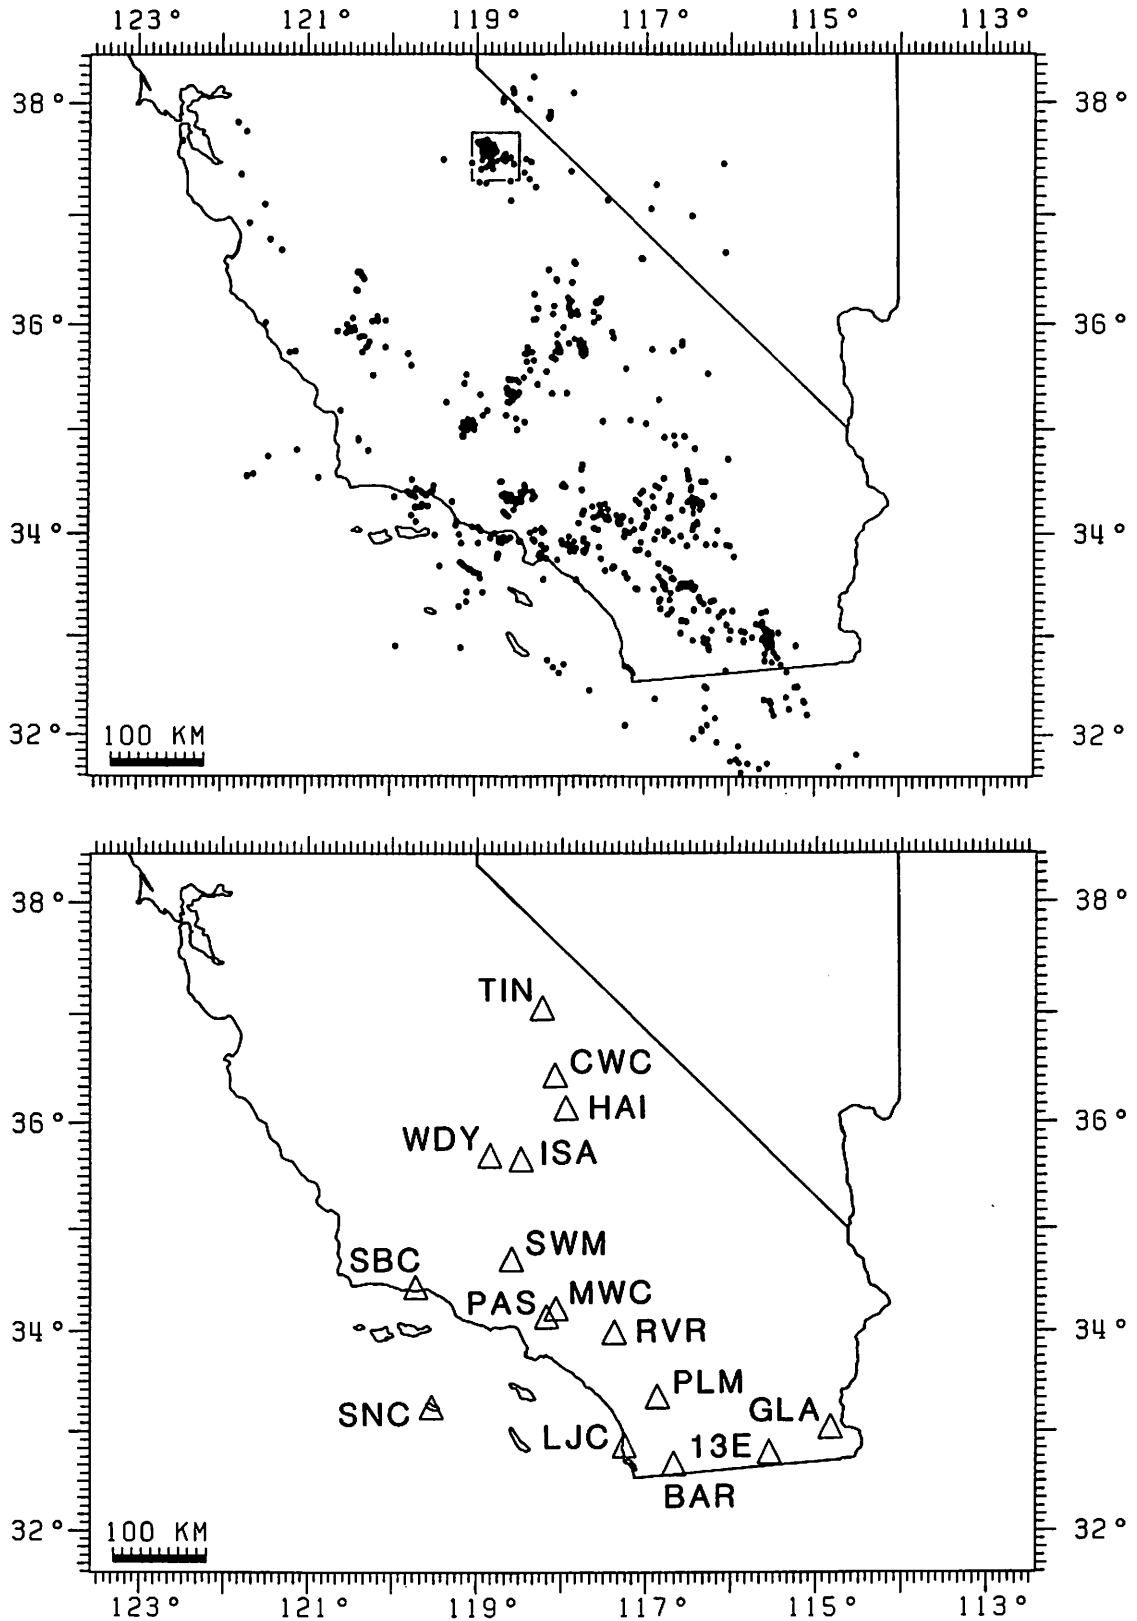 123° 121° 119° 117° 115° 113°
38° 38°
36° 36°
34° 34°
32° 32°
100 KM
38° 38°
TIN
CWC
HAI
36° 36°
WDY ISA
SWM
SBC
MWC
PAS
RVR
34° 34°
PLM
GLA
SNC
LJC 13E
BAR
32° 32°
100 KM
123° 121° 119° 117° 115° 113°